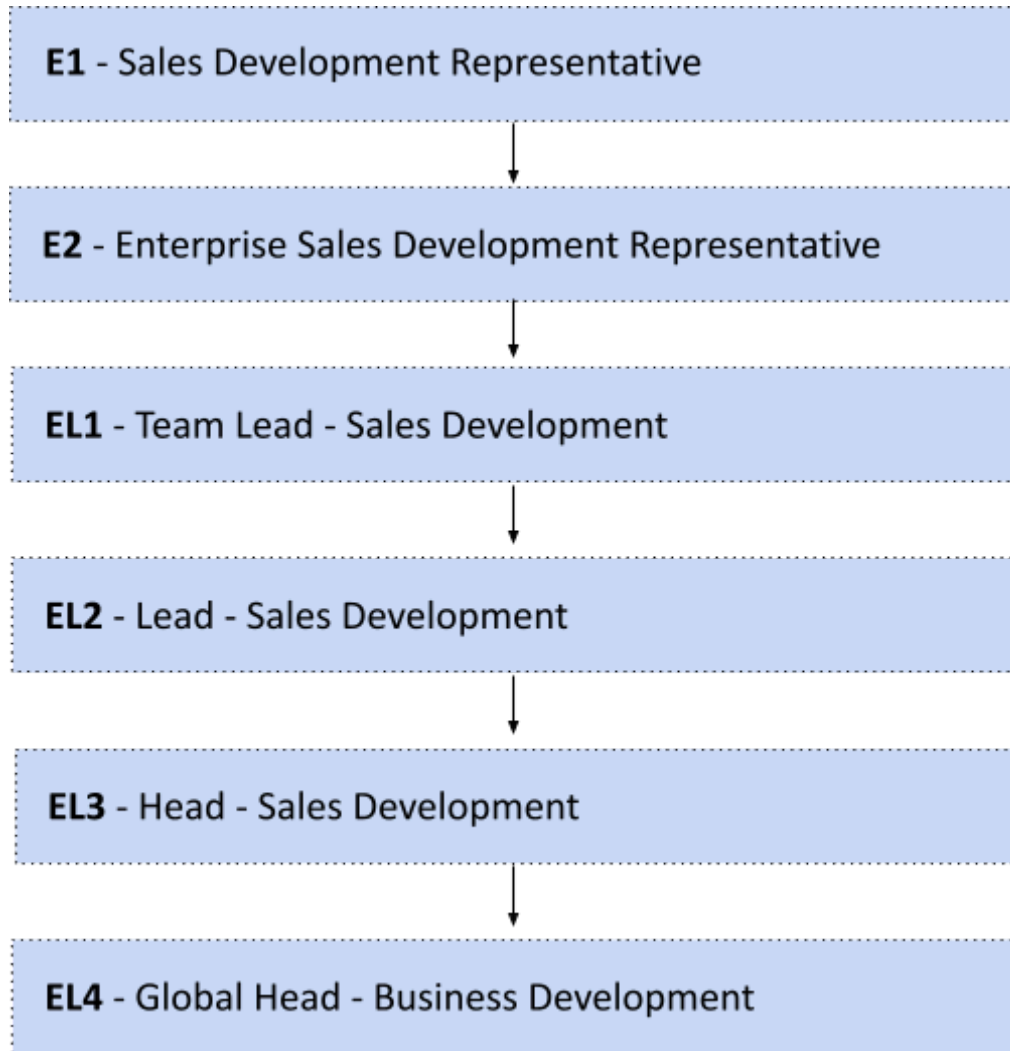 E1 - Sales Development Representative
E2 - Enterprise Sales Development Representative
EL1 - Team Lead - Sales Development
EL2 - Lead - Sales Development
EL3 - Head - Sales Development
EL4 - Global Head - Business Development